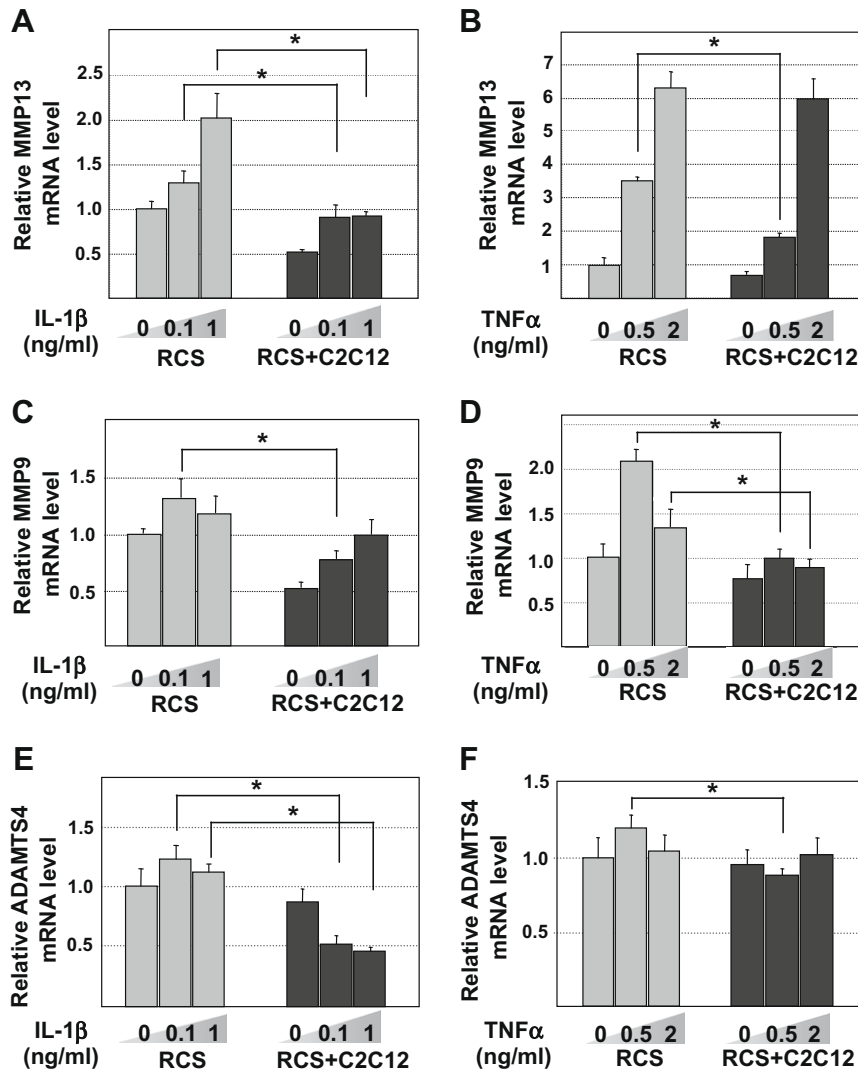 A
Relative MMP13
mRNA level
2.5
2.0
1.5
1.0
0.5
*
*
IL-1β
(ng/ml)
0 0.1 1
0 0.1 1
RCS
RCS+C2C12
B
Relative MMP13
mRNA level
7
6
5
4
3
2
1
*
TNFα
(ng/ml)
0 0.5 2
0 0.5 2
RCS
RCS+C2C12
C
Relative MMP9
mRNA level
1.5
1.0
0.5
*
IL-1β
(ng/ml)
0 0.1 1
0 0.1 1
RCS
RCS+C2C12
D
Relative MMP9
mRNA level
2.0
1.5
1.0
0.5
*
*
TNFα
(ng/ml)
0 0.5 2
0 0.5 2
RCS
RCS+C2C12
E
Relative ADAMTS4
mRNA level
1.5
1.0
0.5
*
*
IL-1β
(ng/ml)
0 0.1 1
0 0.1 1
RCS
RCS+C2C12
F
Relative ADAMTS4
mRNA level
1.5
1.0
0.5
*
TNFα
(ng/ml)
0 0.5 2
0 0.5 2
RCS
RCS+C2C12